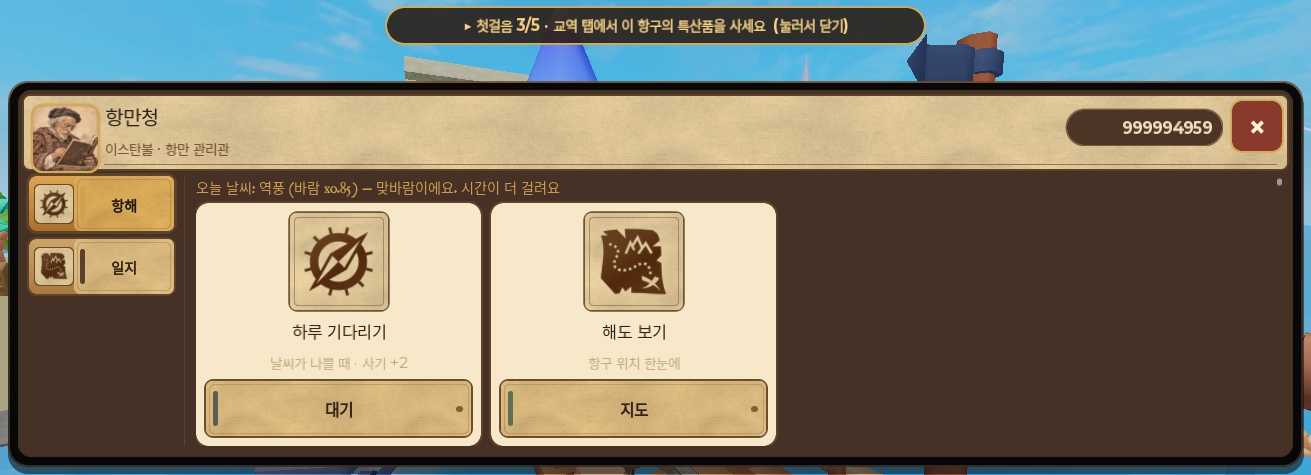 ▸ 첫걸음 3/5 · 교역 탭에서 이 항구의 특산품을 사세요 (눌러서 닫기)
항만청
이스탄불 · 항만 관리관
999994959
×
항해
일지
오늘 날씨: 역풍 (바람 x0.85) — 맞바람이에요. 시간이 더 걸려요
하루 기다리기
날씨가 나쁠 때 · 사기 +2
대기
해도 보기
항구 위치 한눈에
지도